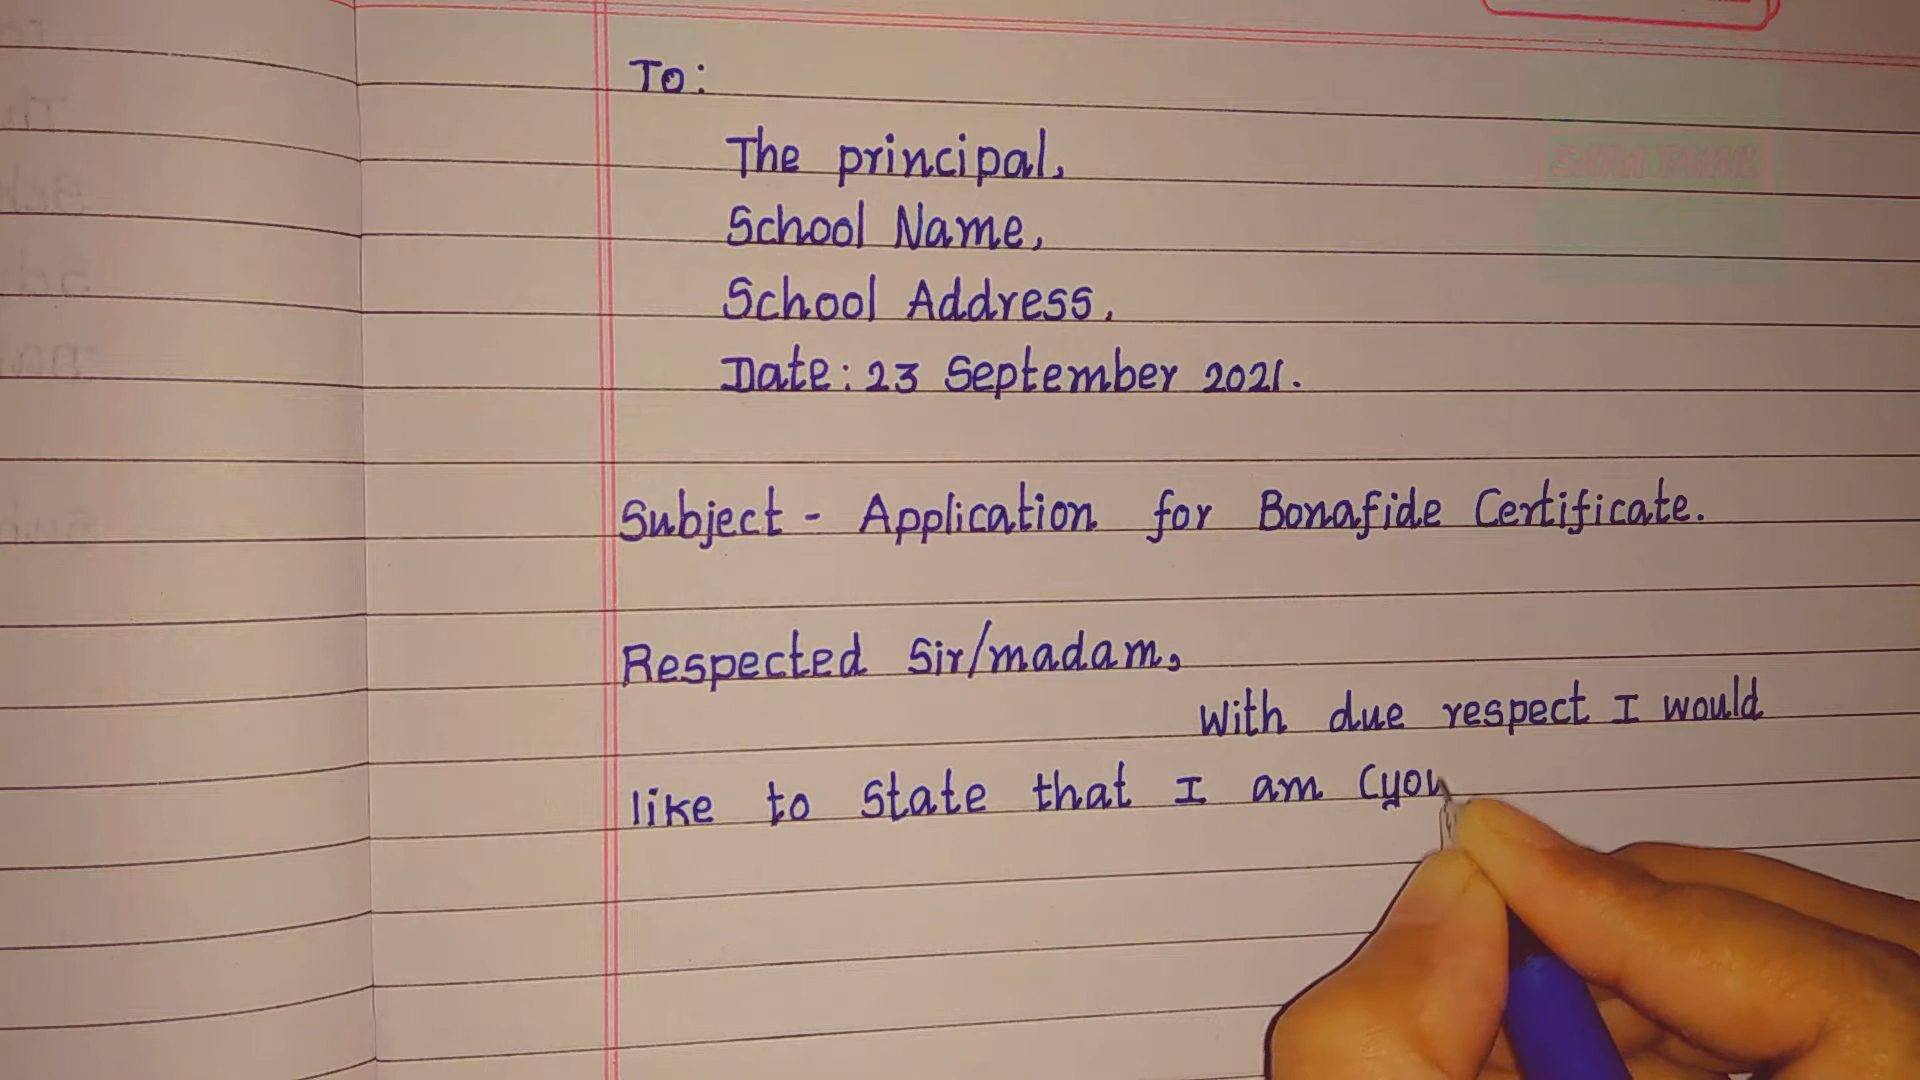 To:
The principal,
School Name,
School Address,
Date: 23 September 2021.
Subject - Application for Bonafide Certificate.
Respected Sir/madam,
With due respect I would
like to state that I am (you